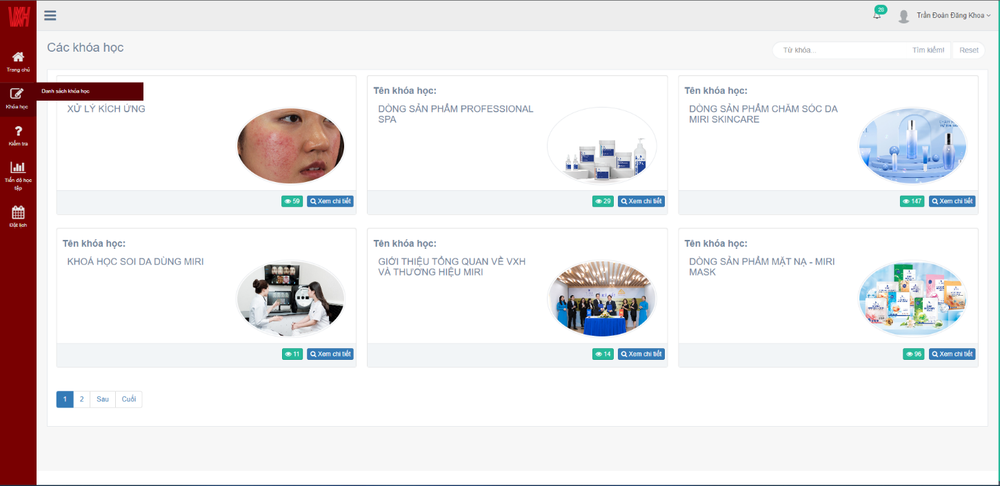 VXH
28
Trần Đoàn Đăng Khoa
Các khóa học
Từ khóa...
Tìm kiếm!
Reset
Trang chủ
Khóa học
Danh sách khóa học
Kiểm tra
Tiến độ học
tập
Đặt lịch
XỬ LÝ KÍCH ỨNG
59
Xem chi tiết
Tên khóa học:
DÒNG SẢN PHẨM PROFESSIONAL
SPA
29
Xem chi tiết
Tên khóa học:
DÒNG SẢN PHẨM CHĂM SÓC DA
MIRI SKINCARE
147
Xem chi tiết
Tên khóa học:
KHOÁ HỌC SOI DA DÙNG MIRI
11
Xem chi tiết
Tên khóa học:
GIỚI THIỆU TỔNG QUAN VỀ VXH
VÀ THƯƠNG HIỆU MIRI
14
Xem chi tiết
Tên khóa học:
DÒNG SẢN PHẨM MẶT NẠ - MIRI
MASK
96
Xem chi tiết
1
2
Sau
Cuối